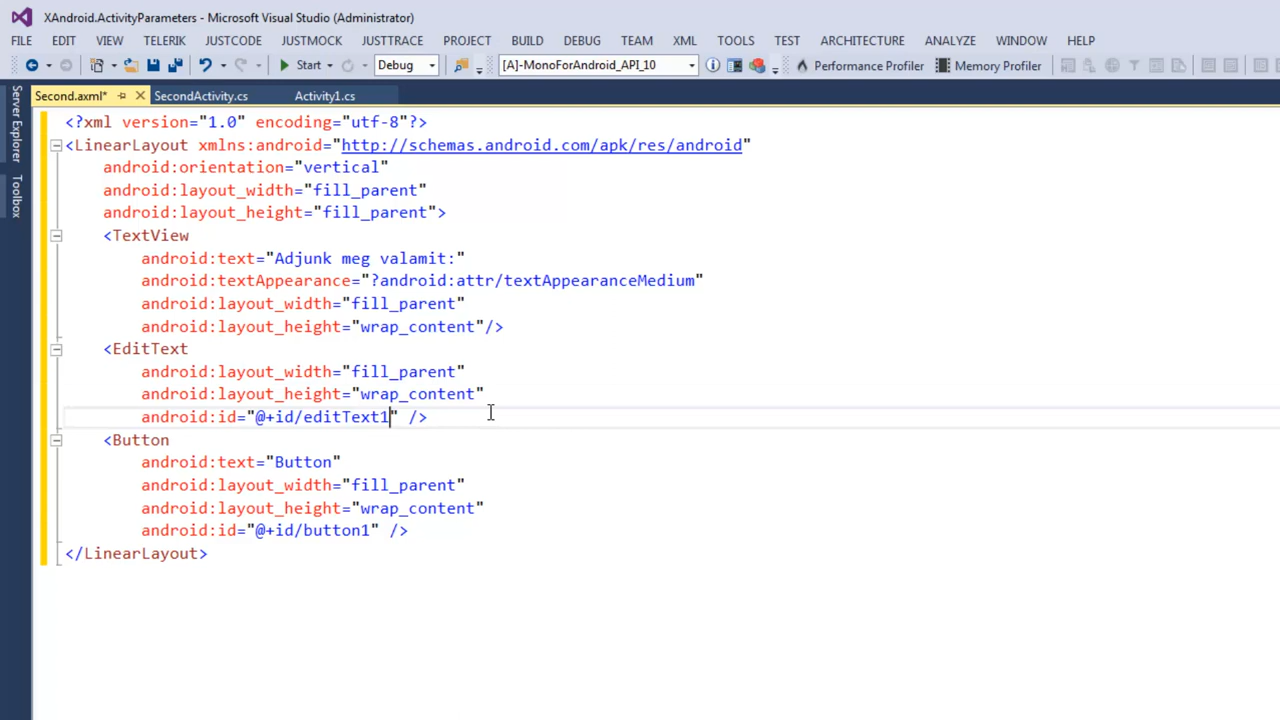 XAndroid.ActivityParameters - Microsoft Visual Studio (Administrator)
FILE EDIT VIEW TELERIK JUSTCODE JUSTMOCK JUSTTRACE PROJECT BUILD DEBUG TEAM XML TOOLS TEST ARCHITECTURE ANALYZE WINDOW HELP
Start Debug [A]-MonoForAndroid_API_10 Performance Profiler Memory Profiler
Second.axml* SecondActivity.cs Activity1.cs
Server Explorer
Toolbox
<?xml version="1.0" encoding="utf-8"?>
<LinearLayout xmlns:android="http://schemas.android.com/apk/res/android"
android:orientation="vertical"
android:layout_width="fill_parent"
android:layout_height="fill_parent">
<TextView
android:text="Adjunk meg valamit:"
android:textAppearance="?android:attr/textAppearanceMedium"
android:layout_width="fill_parent"
android:layout_height="wrap_content"/>
<EditText
android:layout_width="fill_parent"
android:layout_height="wrap_content"
android:id="@+id/editText1" />
<Button
android:text="Button"
android:layout_width="fill_parent"
android:layout_height="wrap_content"
android:id="@+id/button1" />
</LinearLayout>